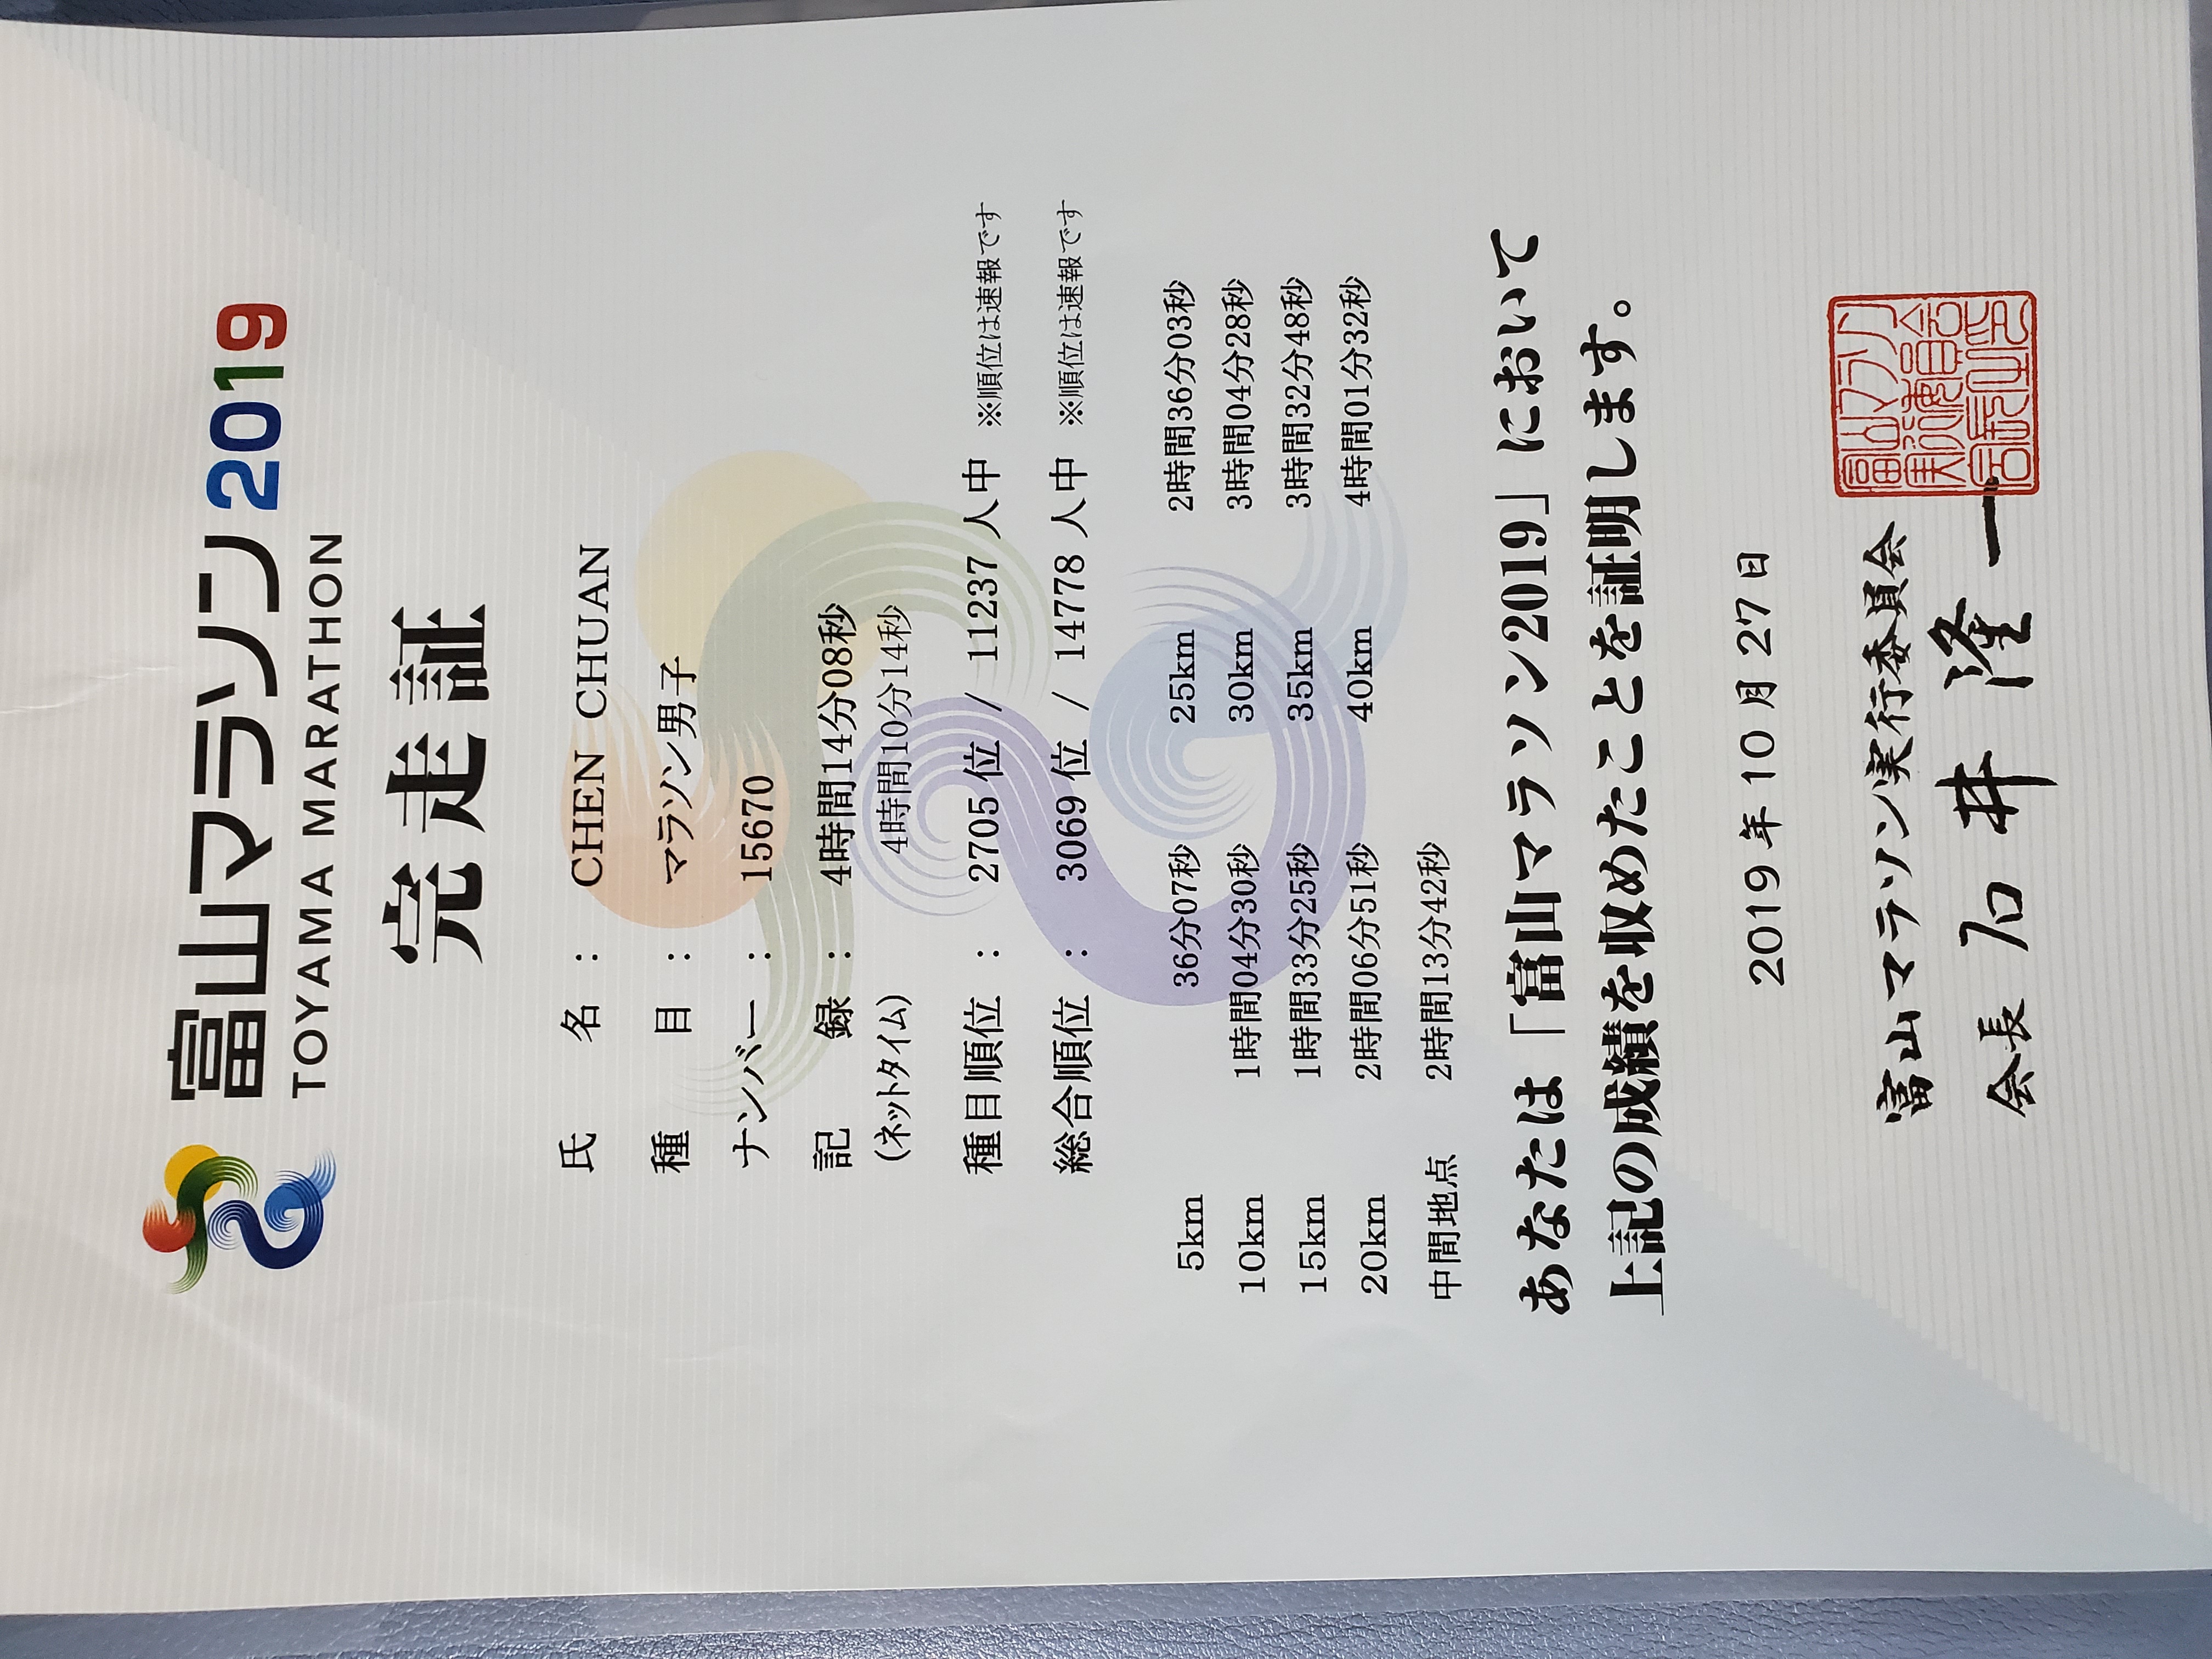 富山マラソン2019
TOYAMA MARATHON
完走証
氏 名 : CHEN CHUAN
種 目 : マラソン男子
ナンバー : 15670
記 録 : 4時間14分08秒
(ネットタイム) 4時間10分14秒
種目順位 : 2705 位 / 11237 人中 ※順位は速報です
総合順位 : 3069 位 / 14778 人中 ※順位は速報です
5km 36分07秒 25km 2時間36分03秒
10km 1時間04分30秒 30km 3時間04分28秒
15km 1時間33分25秒 35km 3時間32分48秒
20km 2時間06分51秒 40km 4時間01分32秒
中間地点 2時間13分42秒
あなたは「富山マラソン2019」において
上記の成績を収めたことを証明します。
2019年10月27日
富山マラソン実行委員会
会長 石井隆一